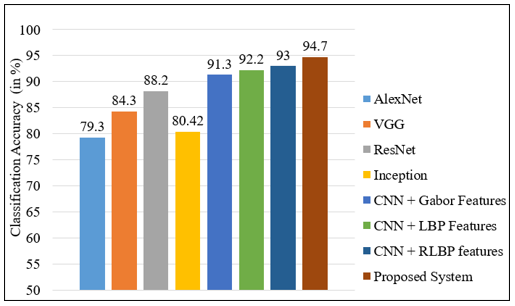 Classification Accuracy (in %)
100
95
90
85
80
75
70
65
60
55
50
79.3
84.3
88.2
80.42
91.3
92.2
93
94.7
AlexNet
VGG
ResNet
Inception
CNN + Gabor Features
CNN + LBP Features
CNN + RLBP features
Proposed System